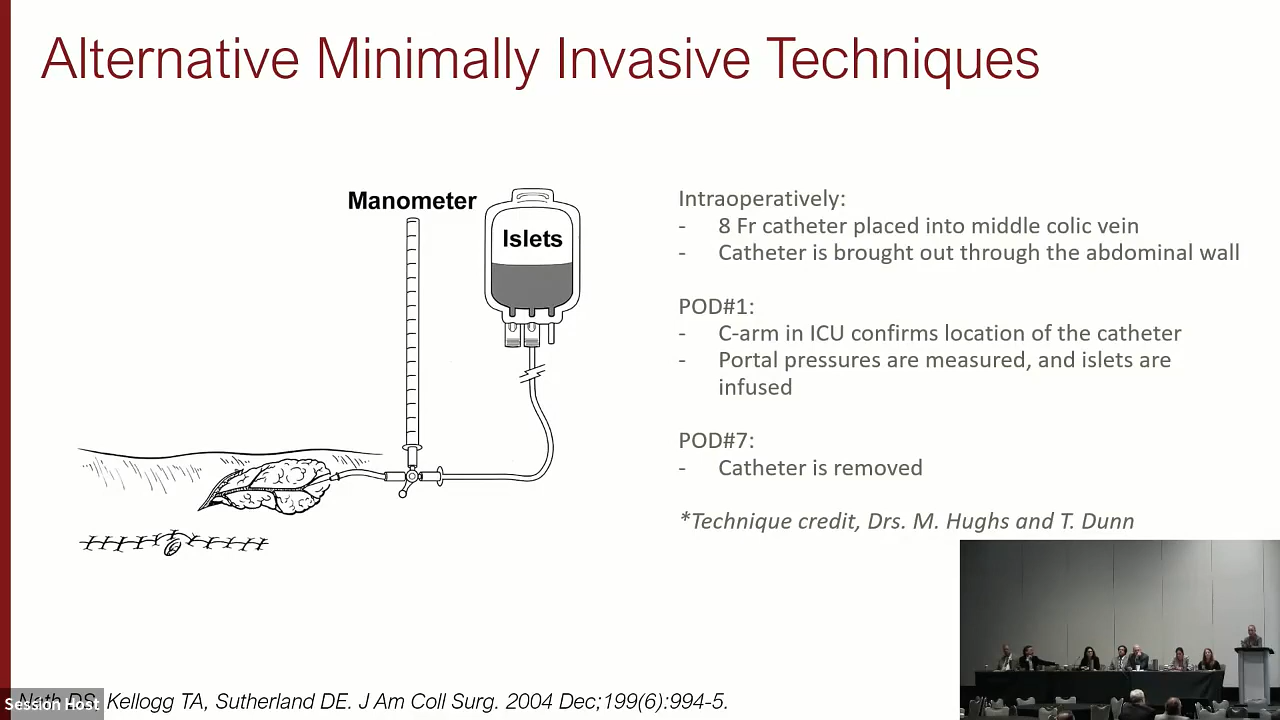 Alternative Minimally Invasive Techniques
Manometer
Islets
Intraoperatively:
- 8 Fr catheter placed into middle colic vein
- Catheter is brought out through the abdominal wall
POD#1:
- C-arm in ICU confirms location of the catheter
- Portal pressures are measured, and islets are
infused
POD#7:
- Catheter is removed
*Technique credit, Drs. M. Hughs and T. Dunn
Kellogg TA, Sutherland DE. J Am Coll Surg. 2004 Dec;199(6):994-5.
Session Host